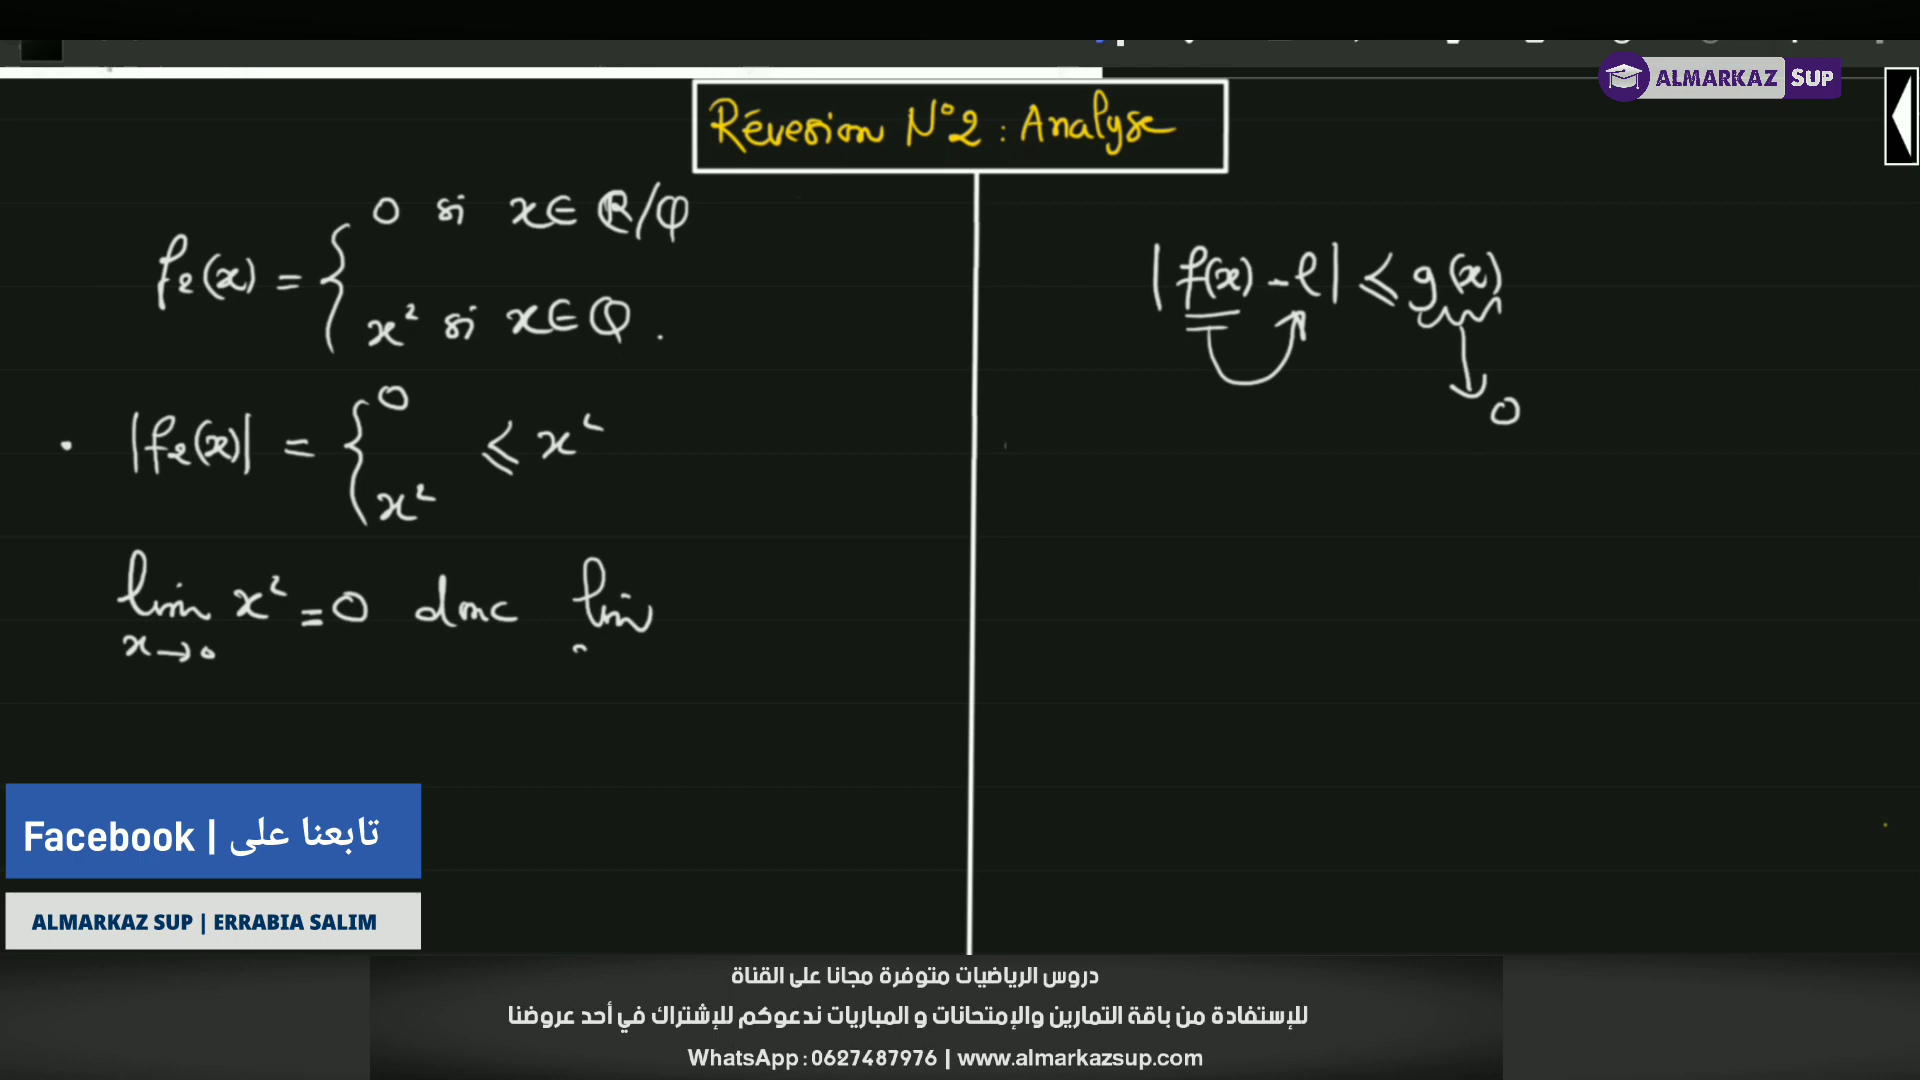 ALMARKAZ SUP
Révision N°2 : Analyse
f₂(x) = { 0 si x ∈ ℝ/ℚ
x² si x ∈ ℚ .
• |f₂(x)| = { 0
x² ⩽ x²
lim x² = 0 donc lim
x→0
|f(x) - l| ⩽ g(x)
0
Facebook | تابعنا على
ALMARKAZ SUP | ERRABIA SALIM
دروس الرياضيات متوفرة مجانا على القناة
للإستفادة من باقة التمارين والإمتحانات و المباريات ندعوكم للإشتراك في أحد عروضنا
WhatsApp : 0627487976 | www.almarkazsup.com